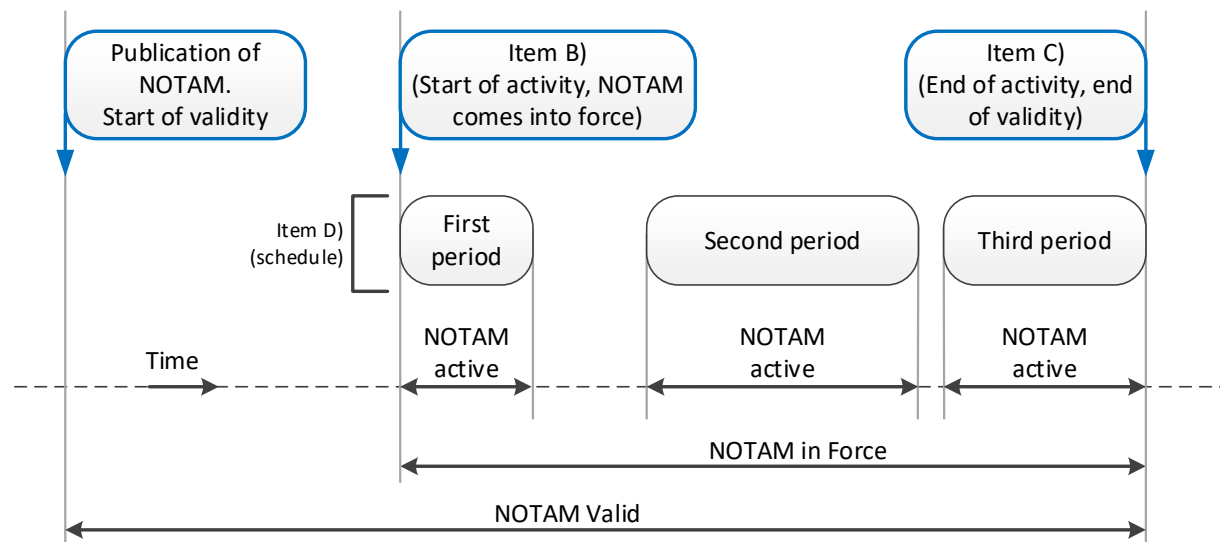 Publication of
NOTAM.
Start of validity
Item B)
(Start of activity, NOTAM
comes into force)
Item C)
(End of activity, end
of validity)
Item D)
(schedule)
First
period
Second period
Third period
Time
NOTAM
active
NOTAM
active
NOTAM
active
NOTAM in Force
NOTAM Valid